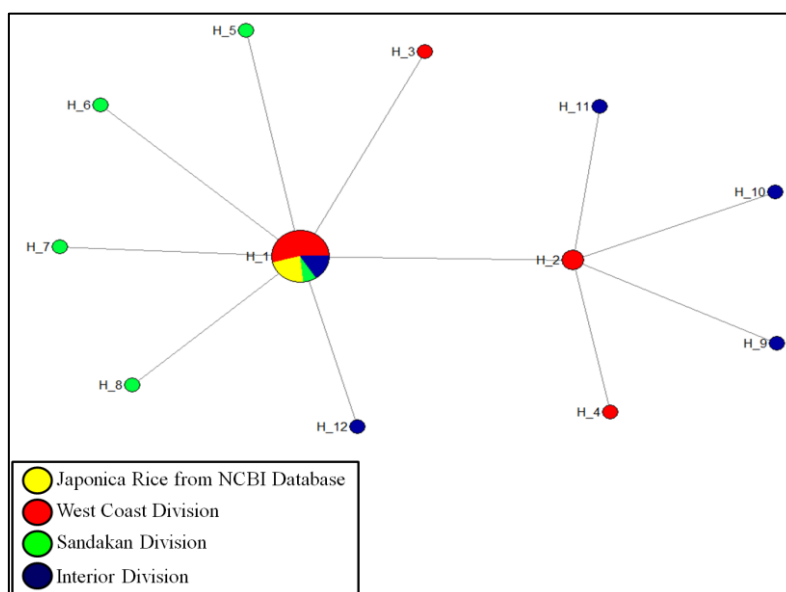 H_5
H_3
H_6
H_11
H_10
H_7
H_1
H_2
H_9
H_8
H_4
H_12
Japonica Rice from NCBI Database
West Coast Division
Sandakan Division
Interior Division